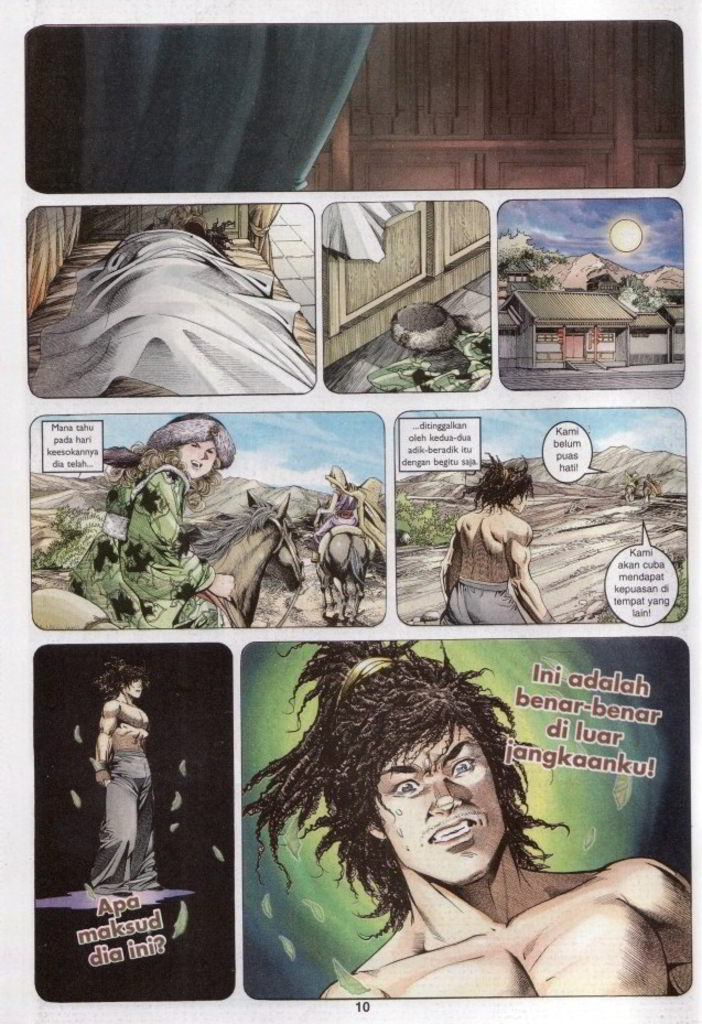 Mana tahu
pada hari
keesokannya
dia telah...
...ditinggalkan
oleh kedua-dua
adik-beradik itu
dengan begitu saja.
Kami
belum
puas
hati!
Kami
akan cuba
mendapat
kepuasan di
tempat yang
lain!
Apa
maksud
dia ini?
Ini adalah
benar-benar
di luar
jangkaanku!
10